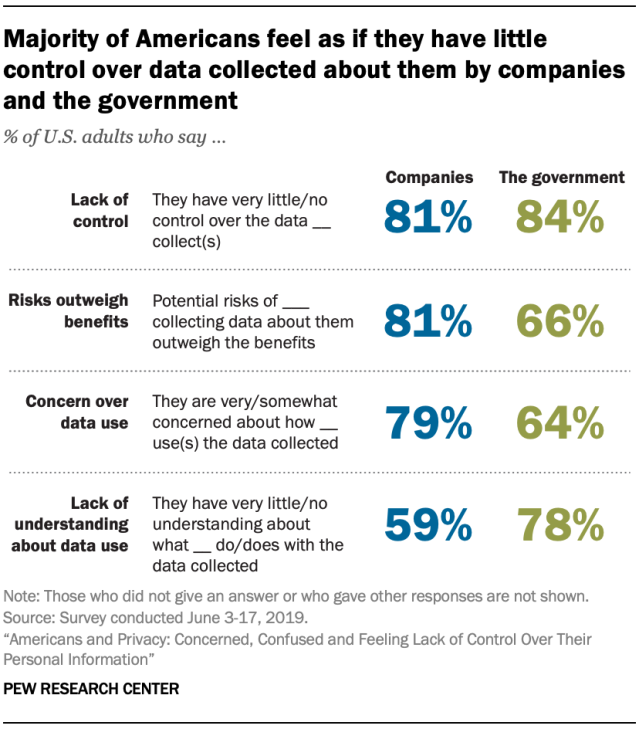 Majority of Americans feel as if they have little
control over data collected about them by companies
and the government
% of U.S. adults who say ...
Companies The government
Lack of
control
They have very little/no
control over the data __
collect(s)
81% 84%
Risks outweigh
benefits
Potential risks of ___
collecting data about them
outweigh the benefits
81% 66%
Concern over
data use
They are very/somewhat
concerned about how __
use(s) the data collected
79% 64%
Lack of
understanding
about data use
They have very little/no
understanding about
what __ do/does with the
data collected
59% 78%
Note: Those who did not give an answer or who gave other responses are not shown.
Source: Survey conducted June 3-17, 2019.
“Americans and Privacy: Concerned, Confused and Feeling Lack of Control Over Their
Personal Information”
PEW RESEARCH CENTER